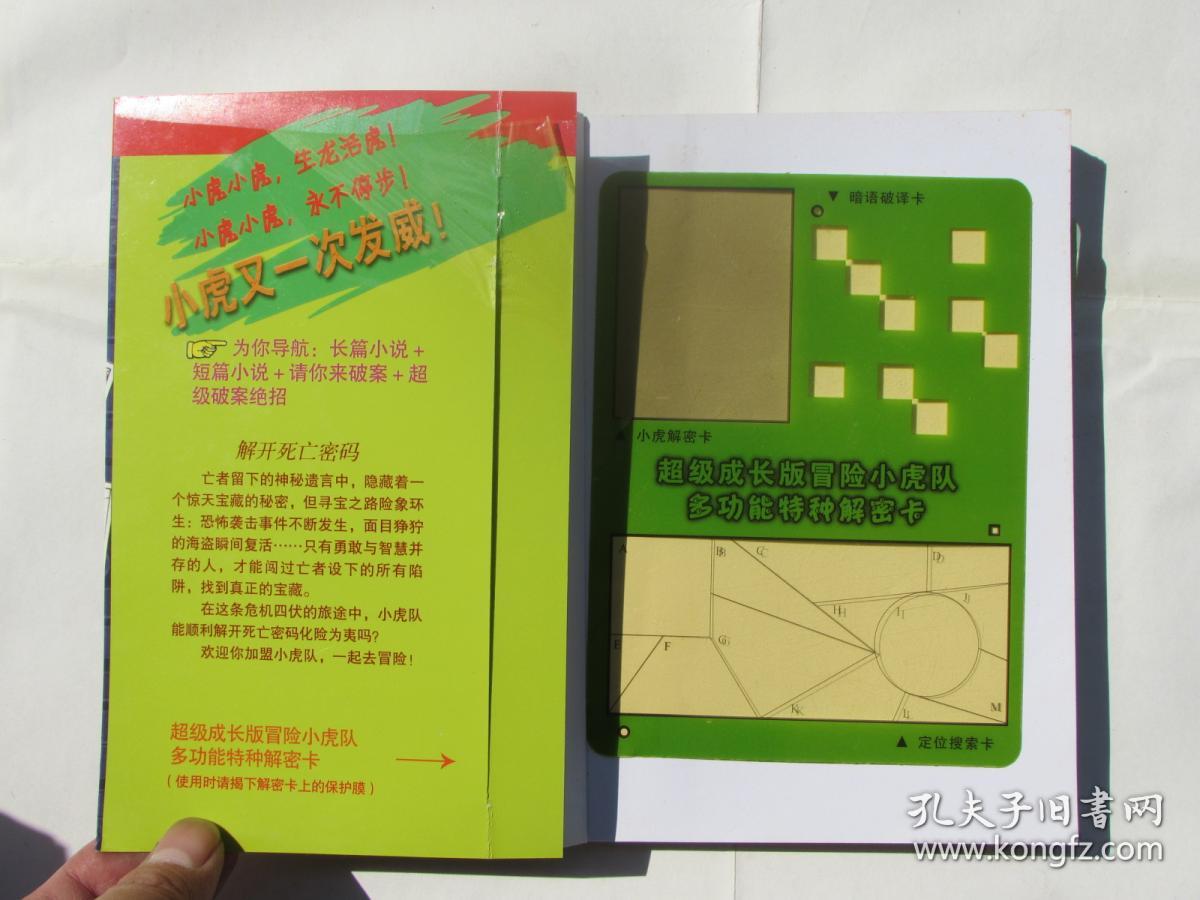 小虎小虎，生龙活虎！
小虎小虎，永不停步！
小虎又一次发威！
为你导航：长篇小说＋
短篇小说＋请你来破案＋超
级破案绝招
解开死亡密码
亡者留下的神秘遗言中，隐藏着一
个惊天宝藏的秘密，但寻宝之路险象环
生：恐怖袭击事件不断发生，面目狰狞
的海盗瞬间复活……只有勇敢与智慧并
存的人，才能闯过亡者设下的所有陷
阱，找到真正的宝藏。
在这条危机四伏的旅途中，小虎队
能顺利解开死亡密码化险为夷吗？
欢迎你加盟小虎队，一起去冒险！
超级成长版冒险小虎队
多功能特种解密卡
（使用时请揭下解密卡上的保护膜）
▼ 暗语破译卡
▲ 小虎解密卡
超级成长版冒险小虎队
多功能特种解密卡
A B C D
H I J
E F G
K L M
▲ 定位搜索卡
孔夫子旧書网
www.kongfz.com